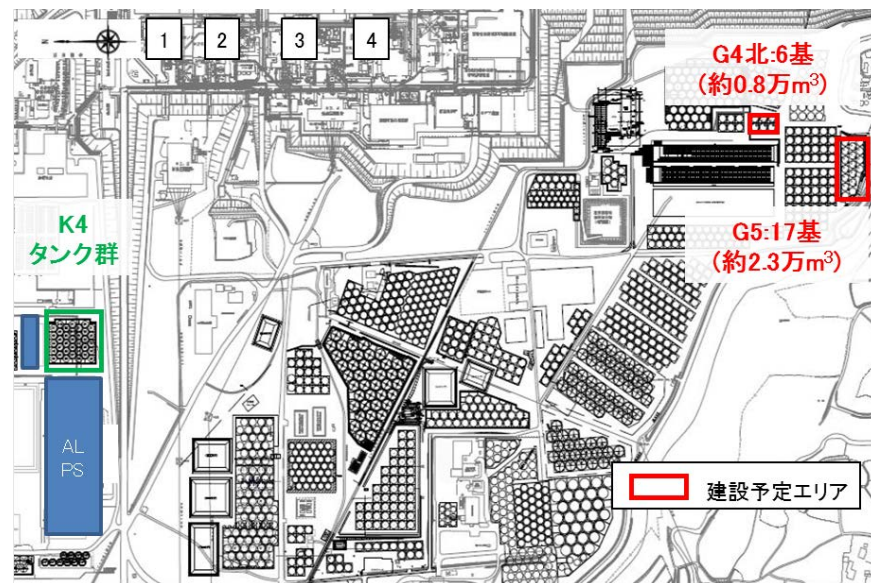 N
1
2
3
4
G4北:6基
(約0.8万m³)
K4
タンク群
G5:17基
(約2.3万m³)
AL
PS
建設予定エリア